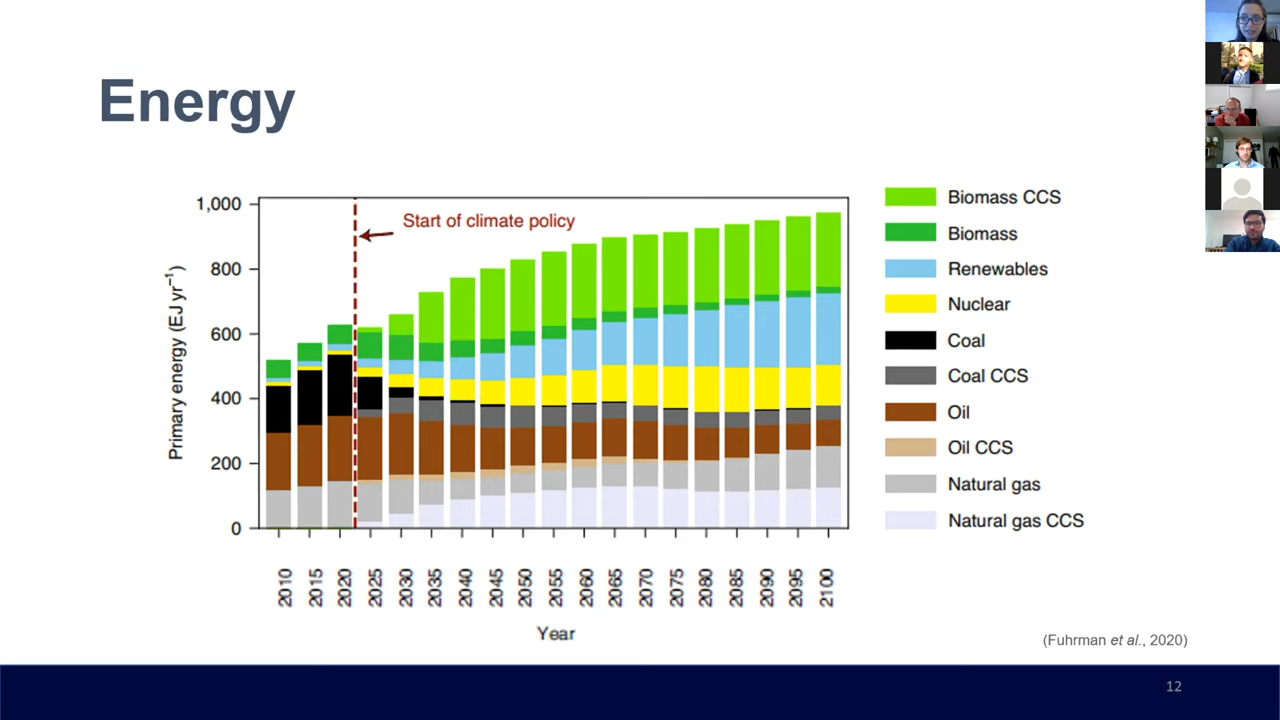 Energy
1,000
800
600
400
200
0
Primary energy (EJ yr⁻¹)
Start of climate policy
2010 2015 2020 2025 2030 2035 2040 2045 2050 2055 2060 2065 2070 2075 2080 2085 2090 2095 2100
Year
Biomass CCS
Biomass
Renewables
Nuclear
Coal
Coal CCS
Oil
Oil CCS
Natural gas
Natural gas CCS
(Fuhrman et al., 2020)
12